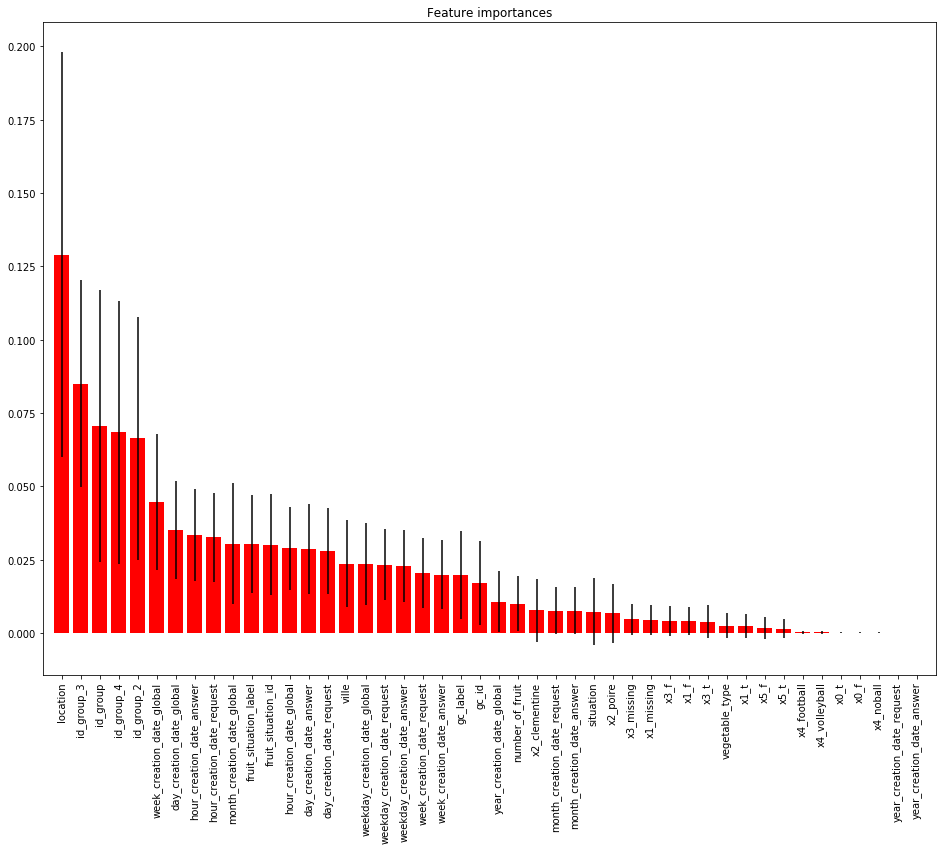 Feature importances
0.200
0.175
0.150
0.125
0.100
0.075
0.050
0.025
0.000
location
id_group_3
id_group
id_group_4
id_group_2
week_creation_date_global
day_creation_date_global
hour_creation_date_answer
hour_creation_date_request
month_creation_date_global
fruit_situation_label
fruit_situation_id
hour_creation_date_global
day_creation_date_answer
day_creation_date_request
ville
weekday_creation_date_global
weekday_creation_date_request
weekday_creation_date_answer
week_creation_date_request
week_creation_date_answer
gc_label
gc_id
year_creation_date_global
number_of_fruit
x2_clementine
month_creation_date_request
month_creation_date_answer
situation
x2_poire
x3_missing
x1_missing
x3_f
x1_f
x3_t
vegetable_type
x1_t
x5_f
x5_t
x4_football
x4_volleyball
x0_t
x0_f
x4_noball
year_creation_date_request
year_creation_date_answer